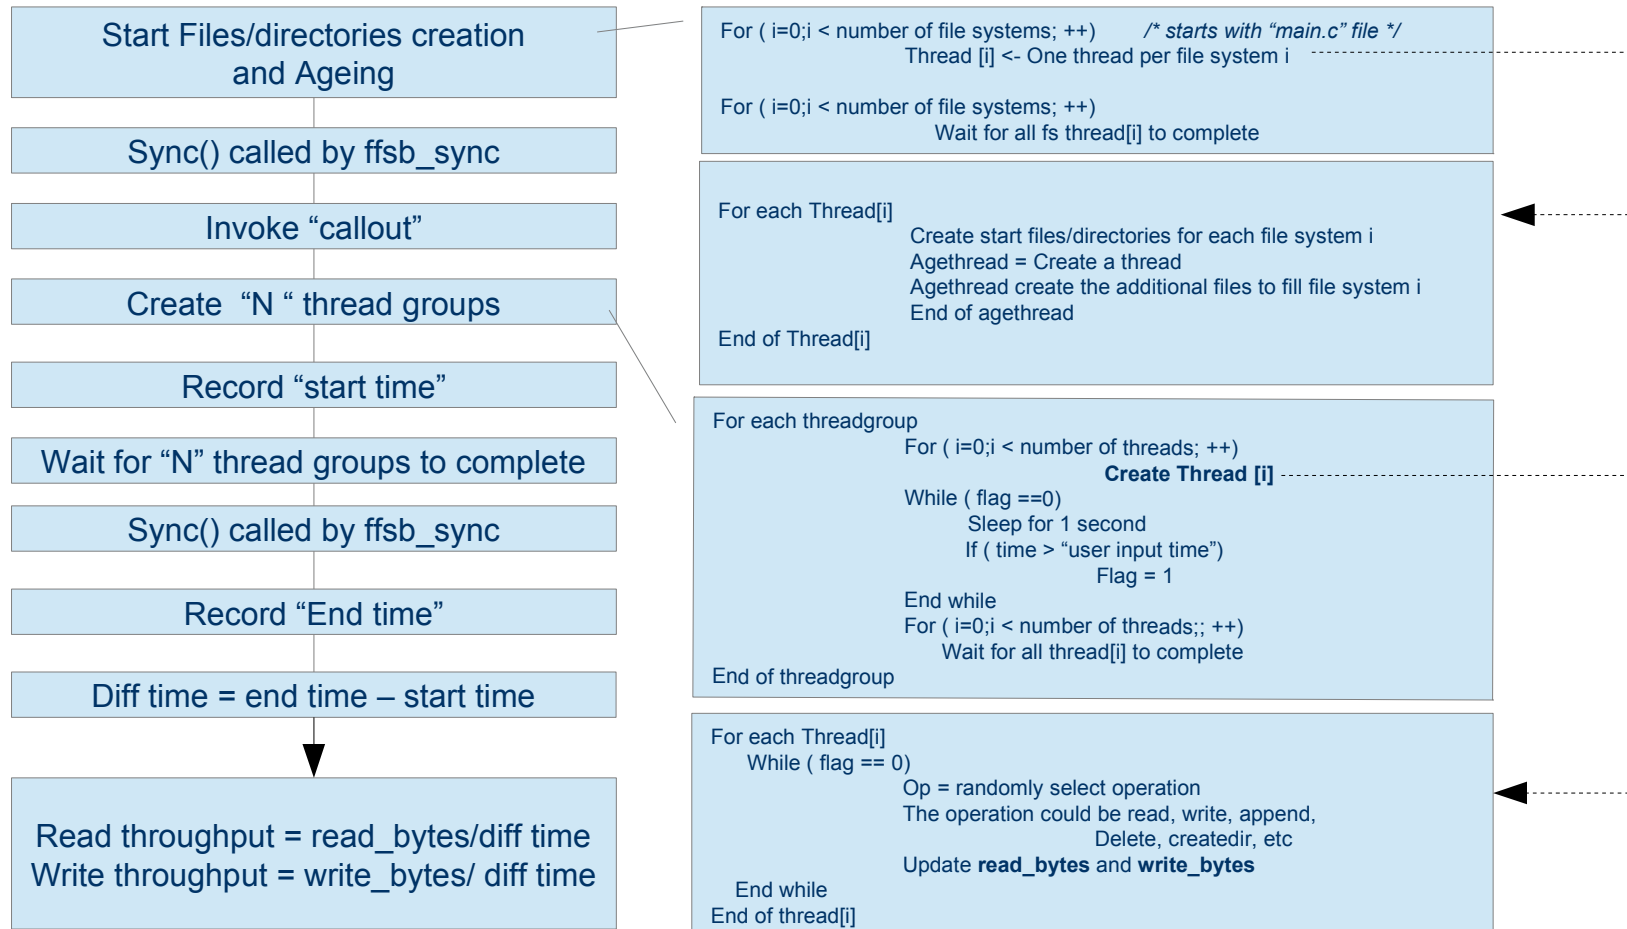 Start Files/directories creation
and Ageing
Sync() called by ffsb_sync
Invoke “callout”
Create “N “ thread groups
Record “start time”
Wait for “N” thread groups to complete
Sync() called by ffsb_sync
Record “End time”
Diff time = end time – start time
Read throughput = read_bytes/diff time
Write throughput = write_bytes/ diff time
For ( i=0;i < number of file systems; ++) /* starts with “main.c” file */
Thread [i] <- One thread per file system i
For ( i=0;i < number of file systems; ++)
Wait for all fs thread[i] to complete
For each Thread[i]
Create start files/directories for each file system i
Agethread = Create a thread
Agethread create the additional files to fill file system i
End of agethread
End of Thread[i]
For each threadgroup
For ( i=0;i < number of threads; ++)
Create Thread [i]
While ( flag ==0)
Sleep for 1 second
If ( time > “user input time”)
Flag = 1
End while
For ( i=0;i < number of threads;; ++)
Wait for all thread[i] to complete
End of threadgroup
For each Thread[i]
While ( flag == 0)
Op = randomly select operation
The operation could be read, write, append,
Delete, createdir, etc
Update read_bytes and write_bytes
End while
End of thread[i]